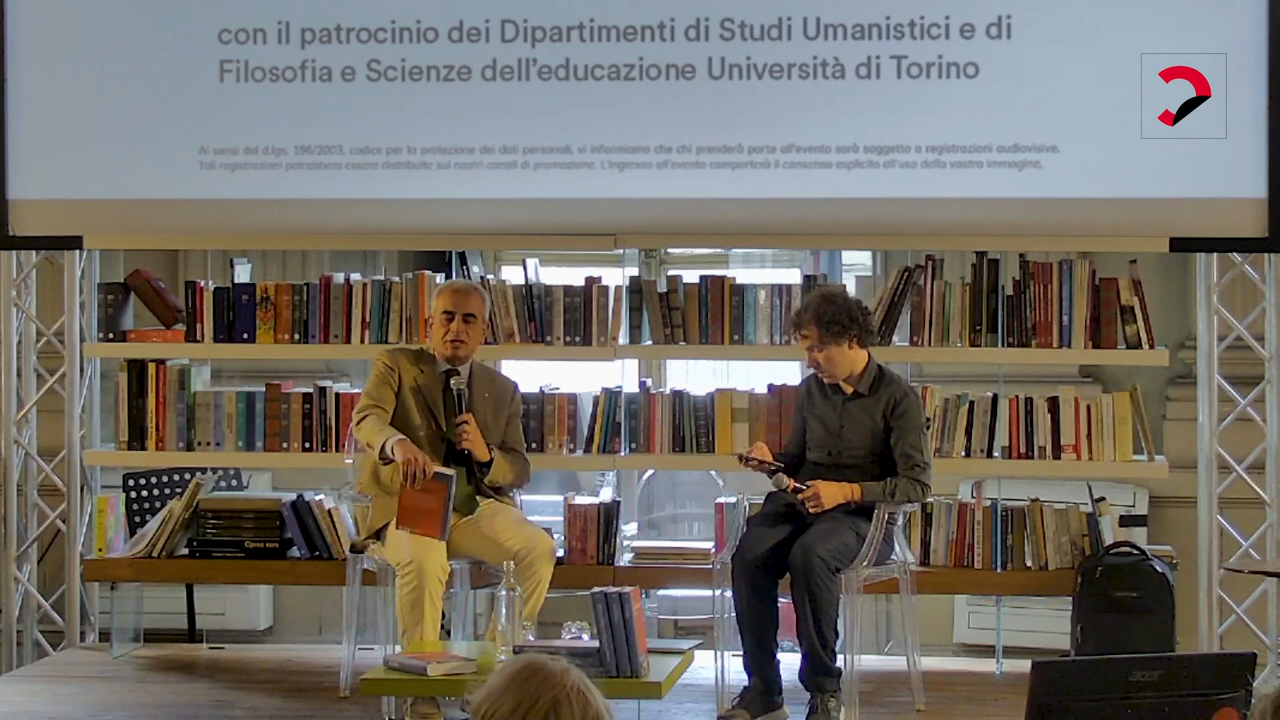 con il patrocinio dei Dipartimenti di Studi Umanistici e di
Filosofia e Scienze dell'educazione Università di Torino
Ai sensi del d.lgs. 196/2003, codice per la protezione dei dati personali, vi informiamo che chi prenderà parte all'evento sarà soggetto a registrazioni audiovisive.
Tali registrazioni potrebbero essere distribuite sui nostri canali di promozione. L'ingresso all'evento comporterà il consenso esplicito all'uso della vostra immagine.
acer